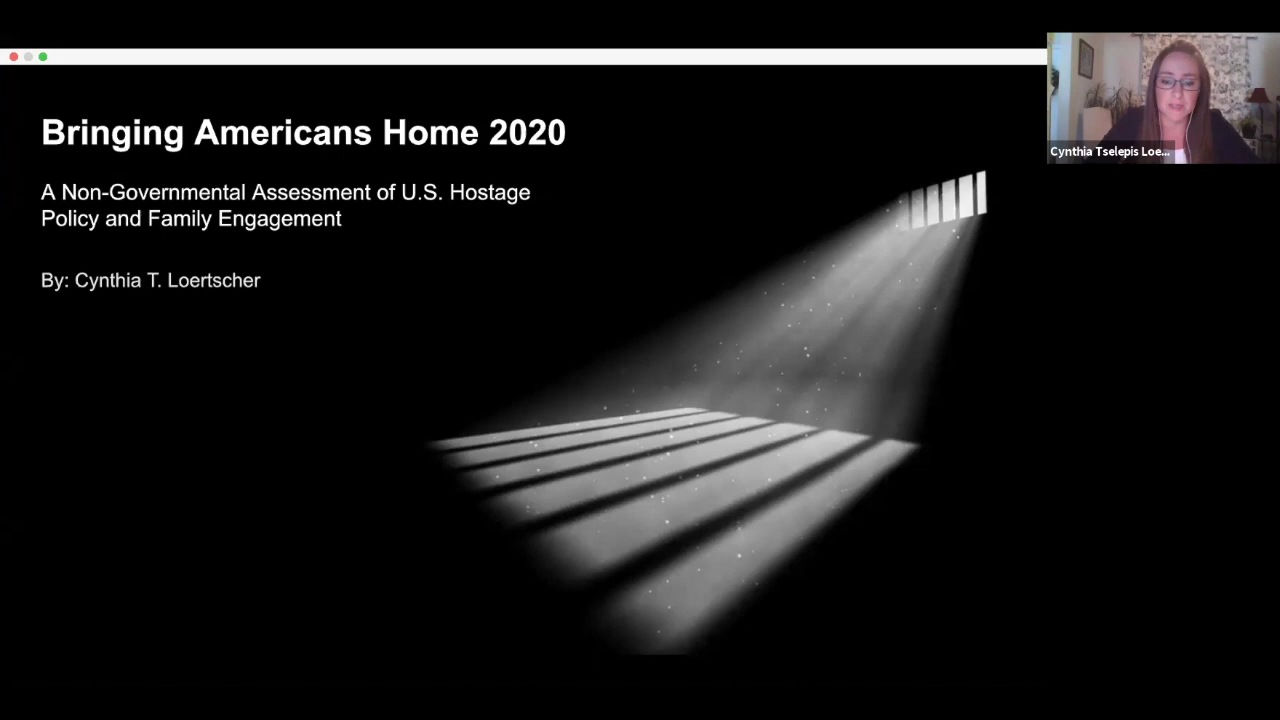 Bringing Americans Home 2020
A Non-Governmental Assessment of U.S. Hostage
Policy and Family Engagement
By: Cynthia T. Loertscher
Cynthia Tselepis Loe...